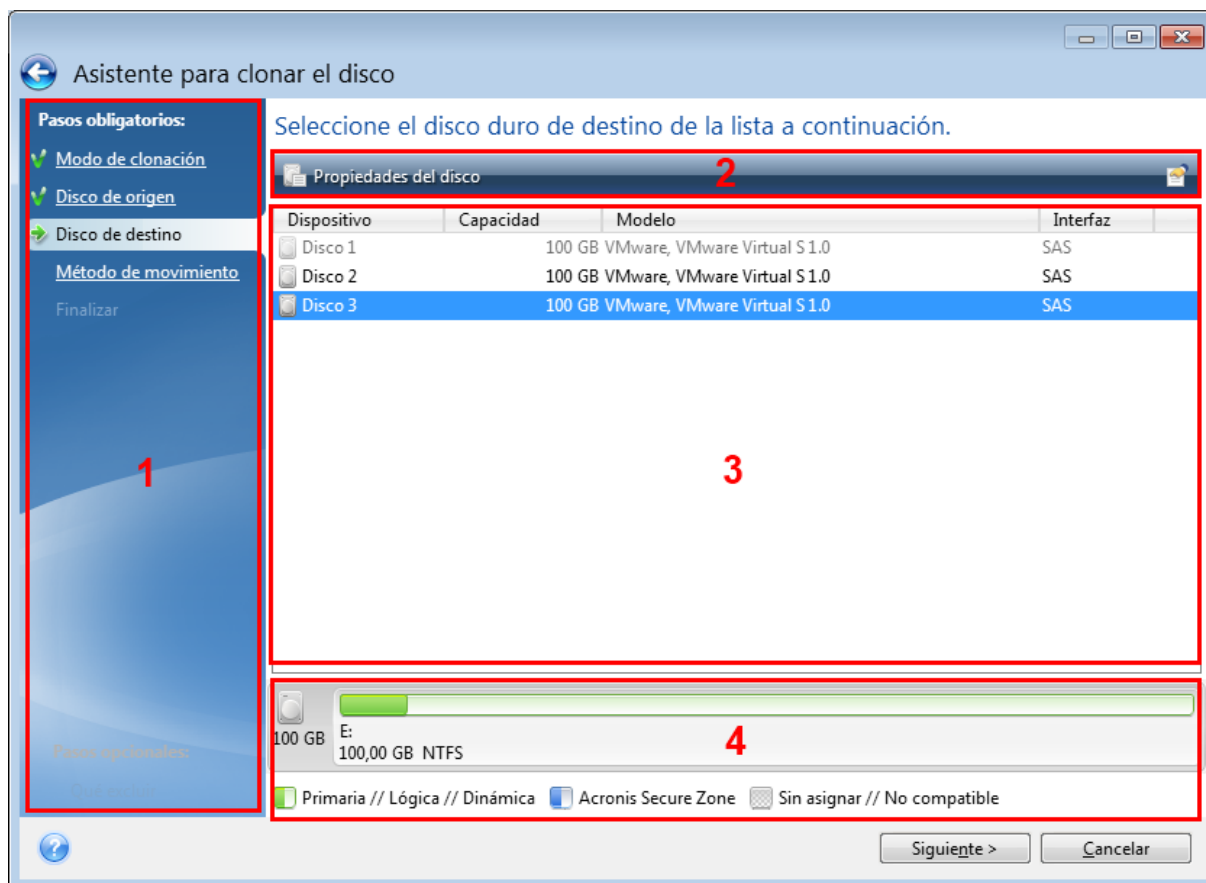 Asistente para clonar el disco
Pasos obligatorios:
Modo de clonación
Disco de origen
Disco de destino
Método de movimiento
Finalizar
1
Pasos opcionales:
Seleccione el disco duro de destino de la lista a continuación.
Propiedades del disco
2
Dispositivo Capacidad Modelo Interfaz
Disco 1 100 GB VMware, VMware Virtual S 1.0 SAS
Disco 2 100 GB VMware, VMware Virtual S 1.0 SAS
Disco 3 100 GB VMware, VMware Virtual S 1.0 SAS
3
100 GB
E:
100,00 GB NTFS
4
Primaria // Lógica // Dinámica Acronis Secure Zone Sin asignar // No compatible
Siguiente > Cancelar